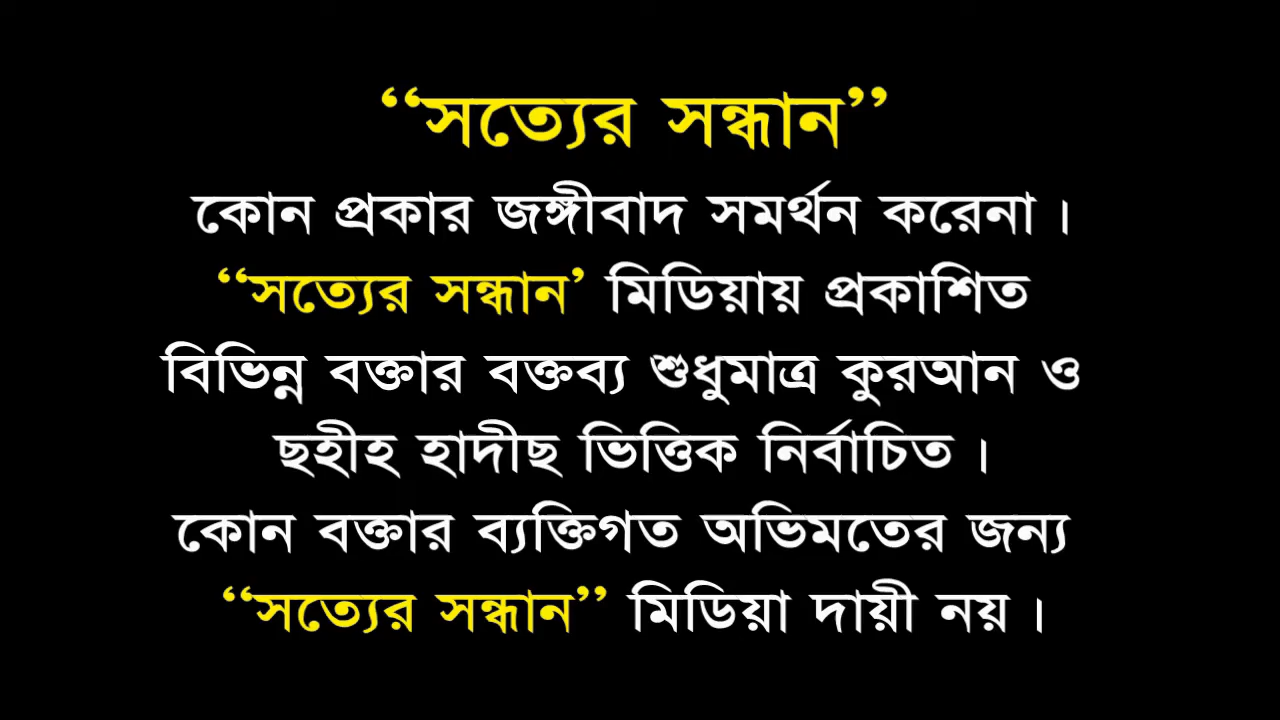 “সত্যের সন্ধান”
কোন প্রকার জঙ্গীবাদ সমর্থন করেনা।
“সত্যের সন্ধান’ মিডিয়ায় প্রকাশিত
বিভিন্ন বক্তার বক্তব্য শুধুমাত্র কুরআন ও
ছহীহ হাদীছ ভিত্তিক নির্বাচিত।
কোন বক্তার ব্যক্তিগত অভিমতের জন্য
“সত্যের সন্ধান” মিডিয়া দায়ী নয়।